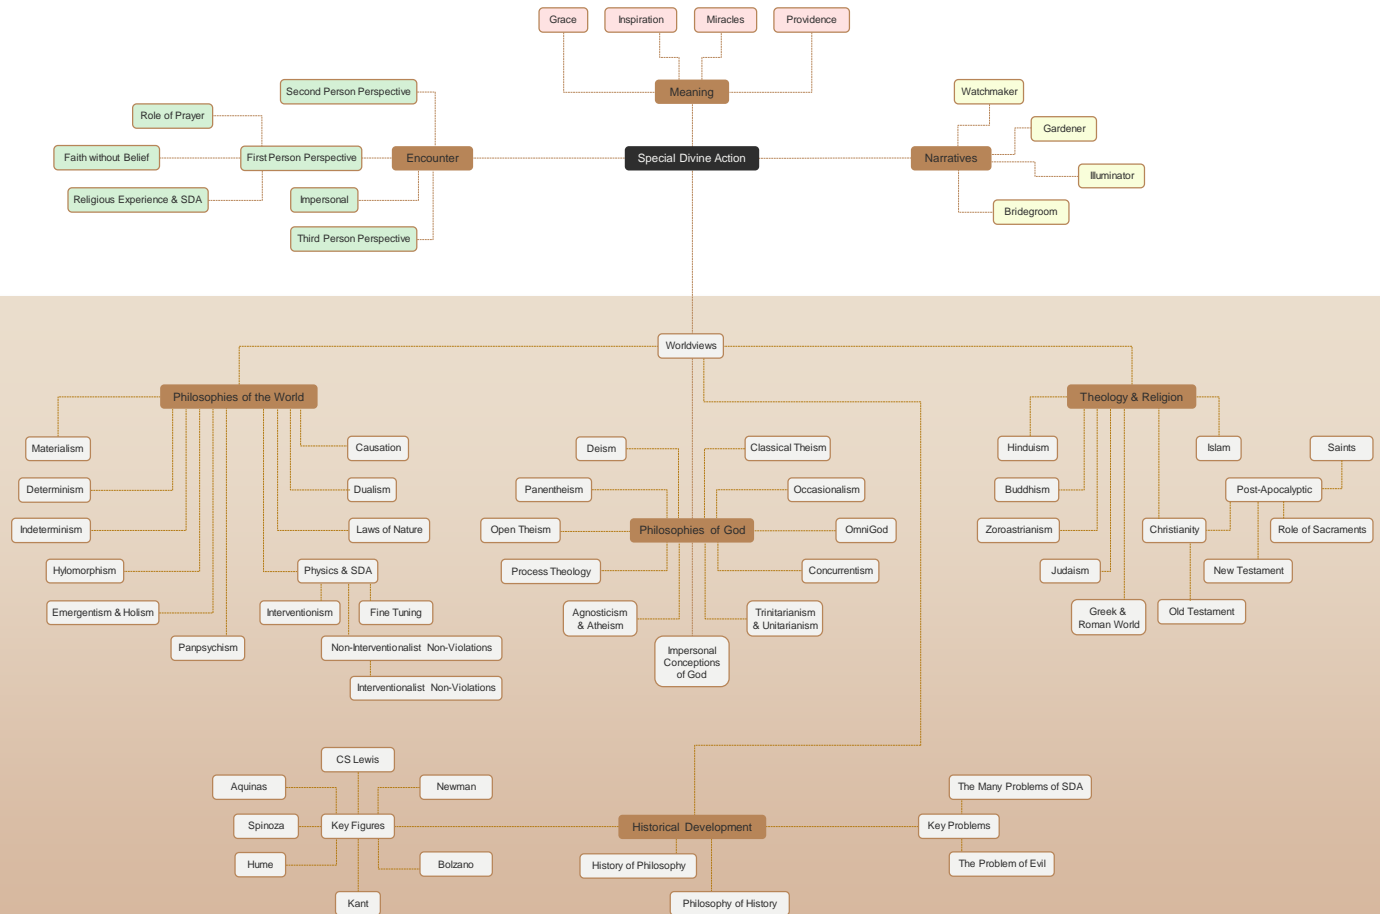 Grace
Inspiration
Miracles
Providence
Meaning
Second Person Perspective
Watchmaker
Role of Prayer
Gardener
Faith without Belief
First Person Perspective
Encounter
Special Divine Action
Narratives
Illuminator
Religious Experience & SDA
Impersonal
Bridegroom
Third Person Perspective
Worldviews
Philosophies of the World
Theology & Religion
Materialism
Causation
Deism
Classical Theism
Hinduism
Islam
Saints
Determinism
Dualism
Panentheism
Occasionalism
Buddhism
Post-Apocalyptic
Indeterminism
Laws of Nature
Open Theism
Philosophies of God
OmniGod
Zoroastrianism
Christianity
Role of Sacraments
Hylomorphism
Physics & SDA
Process Theology
Concurrentism
Judaism
New Testament
Emergentism & Holism
Interventionism
Fine Tuning
Agnosticism
& Atheism
Trinitarianism
& Unitarianism
Greek &
Roman World
Old Testament
Panpsychism
Non-Interventionalist Non-Violations
Impersonal
Conceptions
of God
Interventionalist Non-Violations
CS Lewis
Aquinas
Newman
The Many Problems of SDA
Spinoza
Key Figures
Historical Development
Key Problems
Hume
Bolzano
History of Philosophy
The Problem of Evil
Kant
Philosophy of History